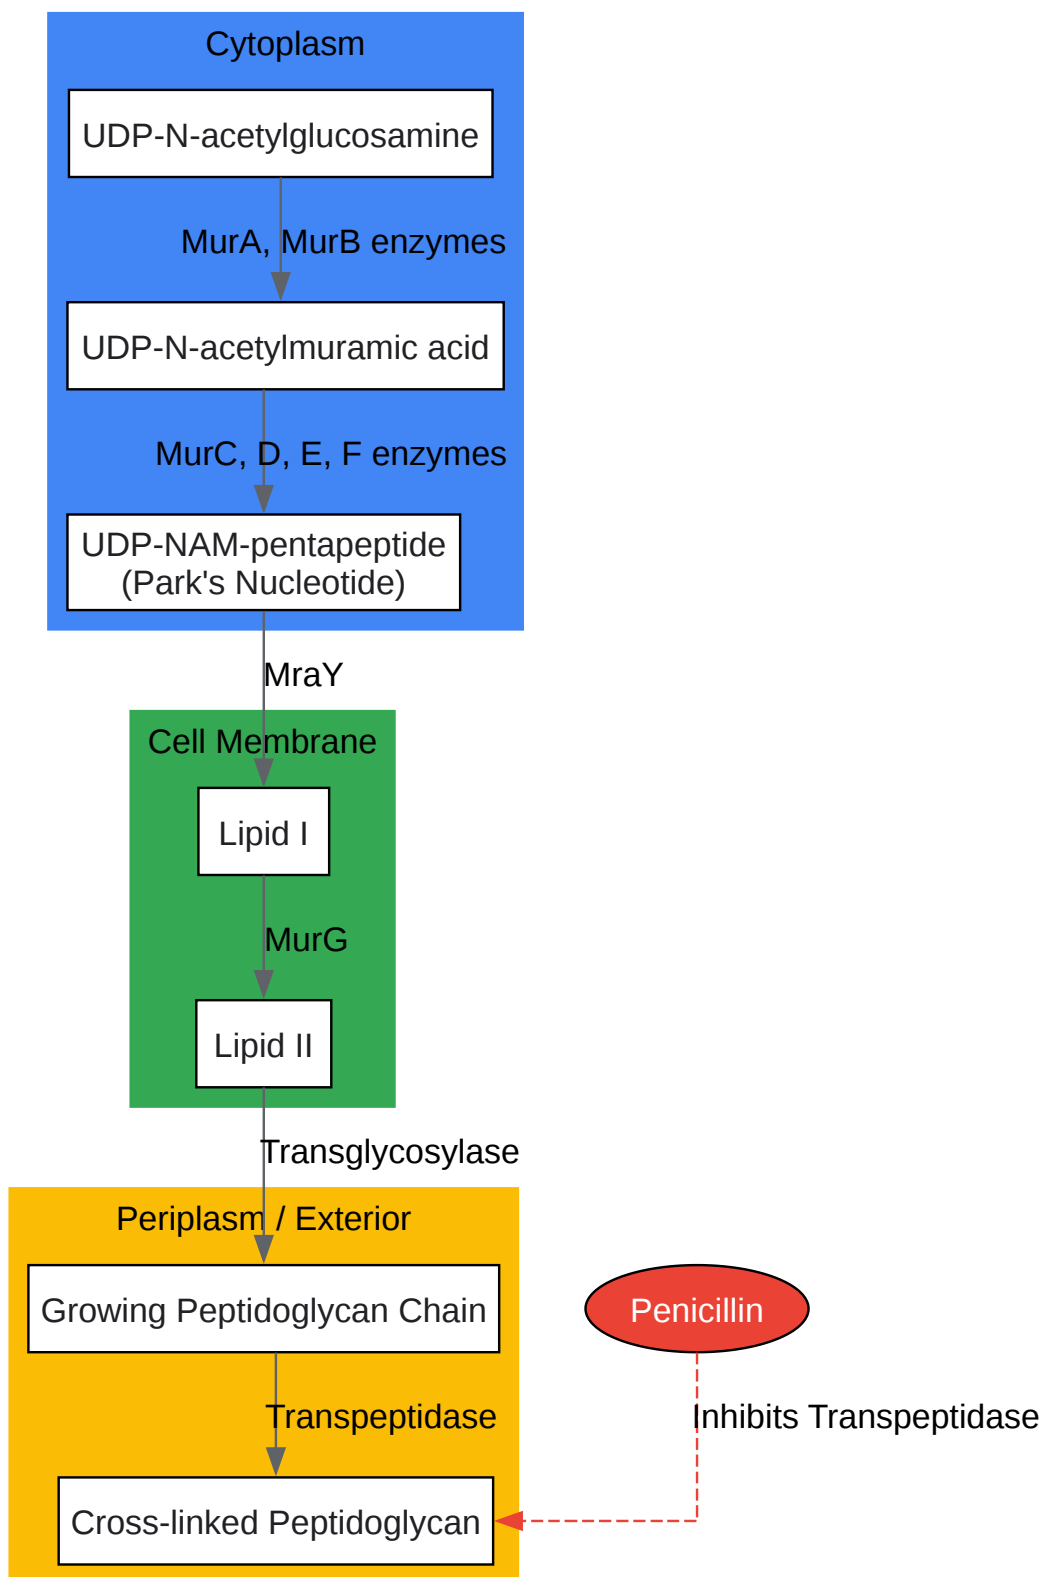 Cytoplasm
UDP-N-acetylglucosamine
MurA, MurB enzymes
UDP-N-acetylmuramic acid
MurC, D, E, F enzymes
UDP-NAM-pentapeptide
(Park's Nucleotide)
MraY
Cell Membrane
Lipid I
MurG
Lipid II
Transglycosylase
Periplasm / Exterior
Growing Peptidoglycan Chain
Penicillin
Transpeptidase
Inhibits Transpeptidase
Cross-linked Peptidoglycan